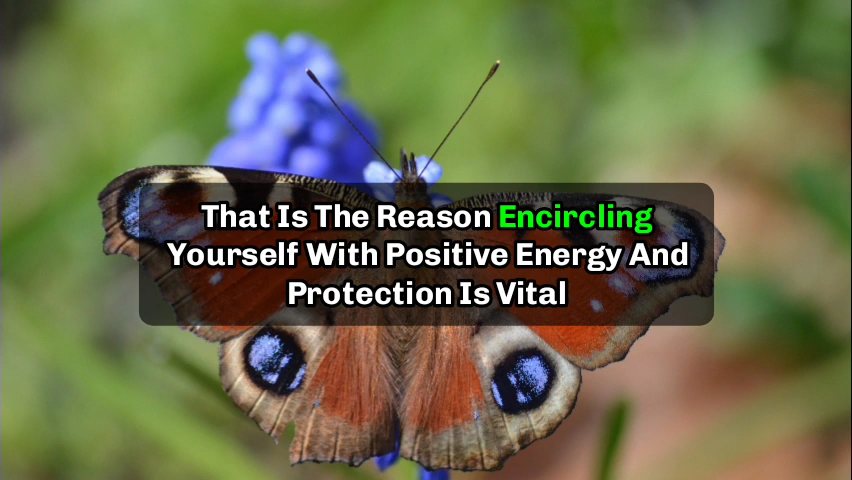 That Is The Reason Encircling
Yourself With Positive Energy And
Protection Is Vital